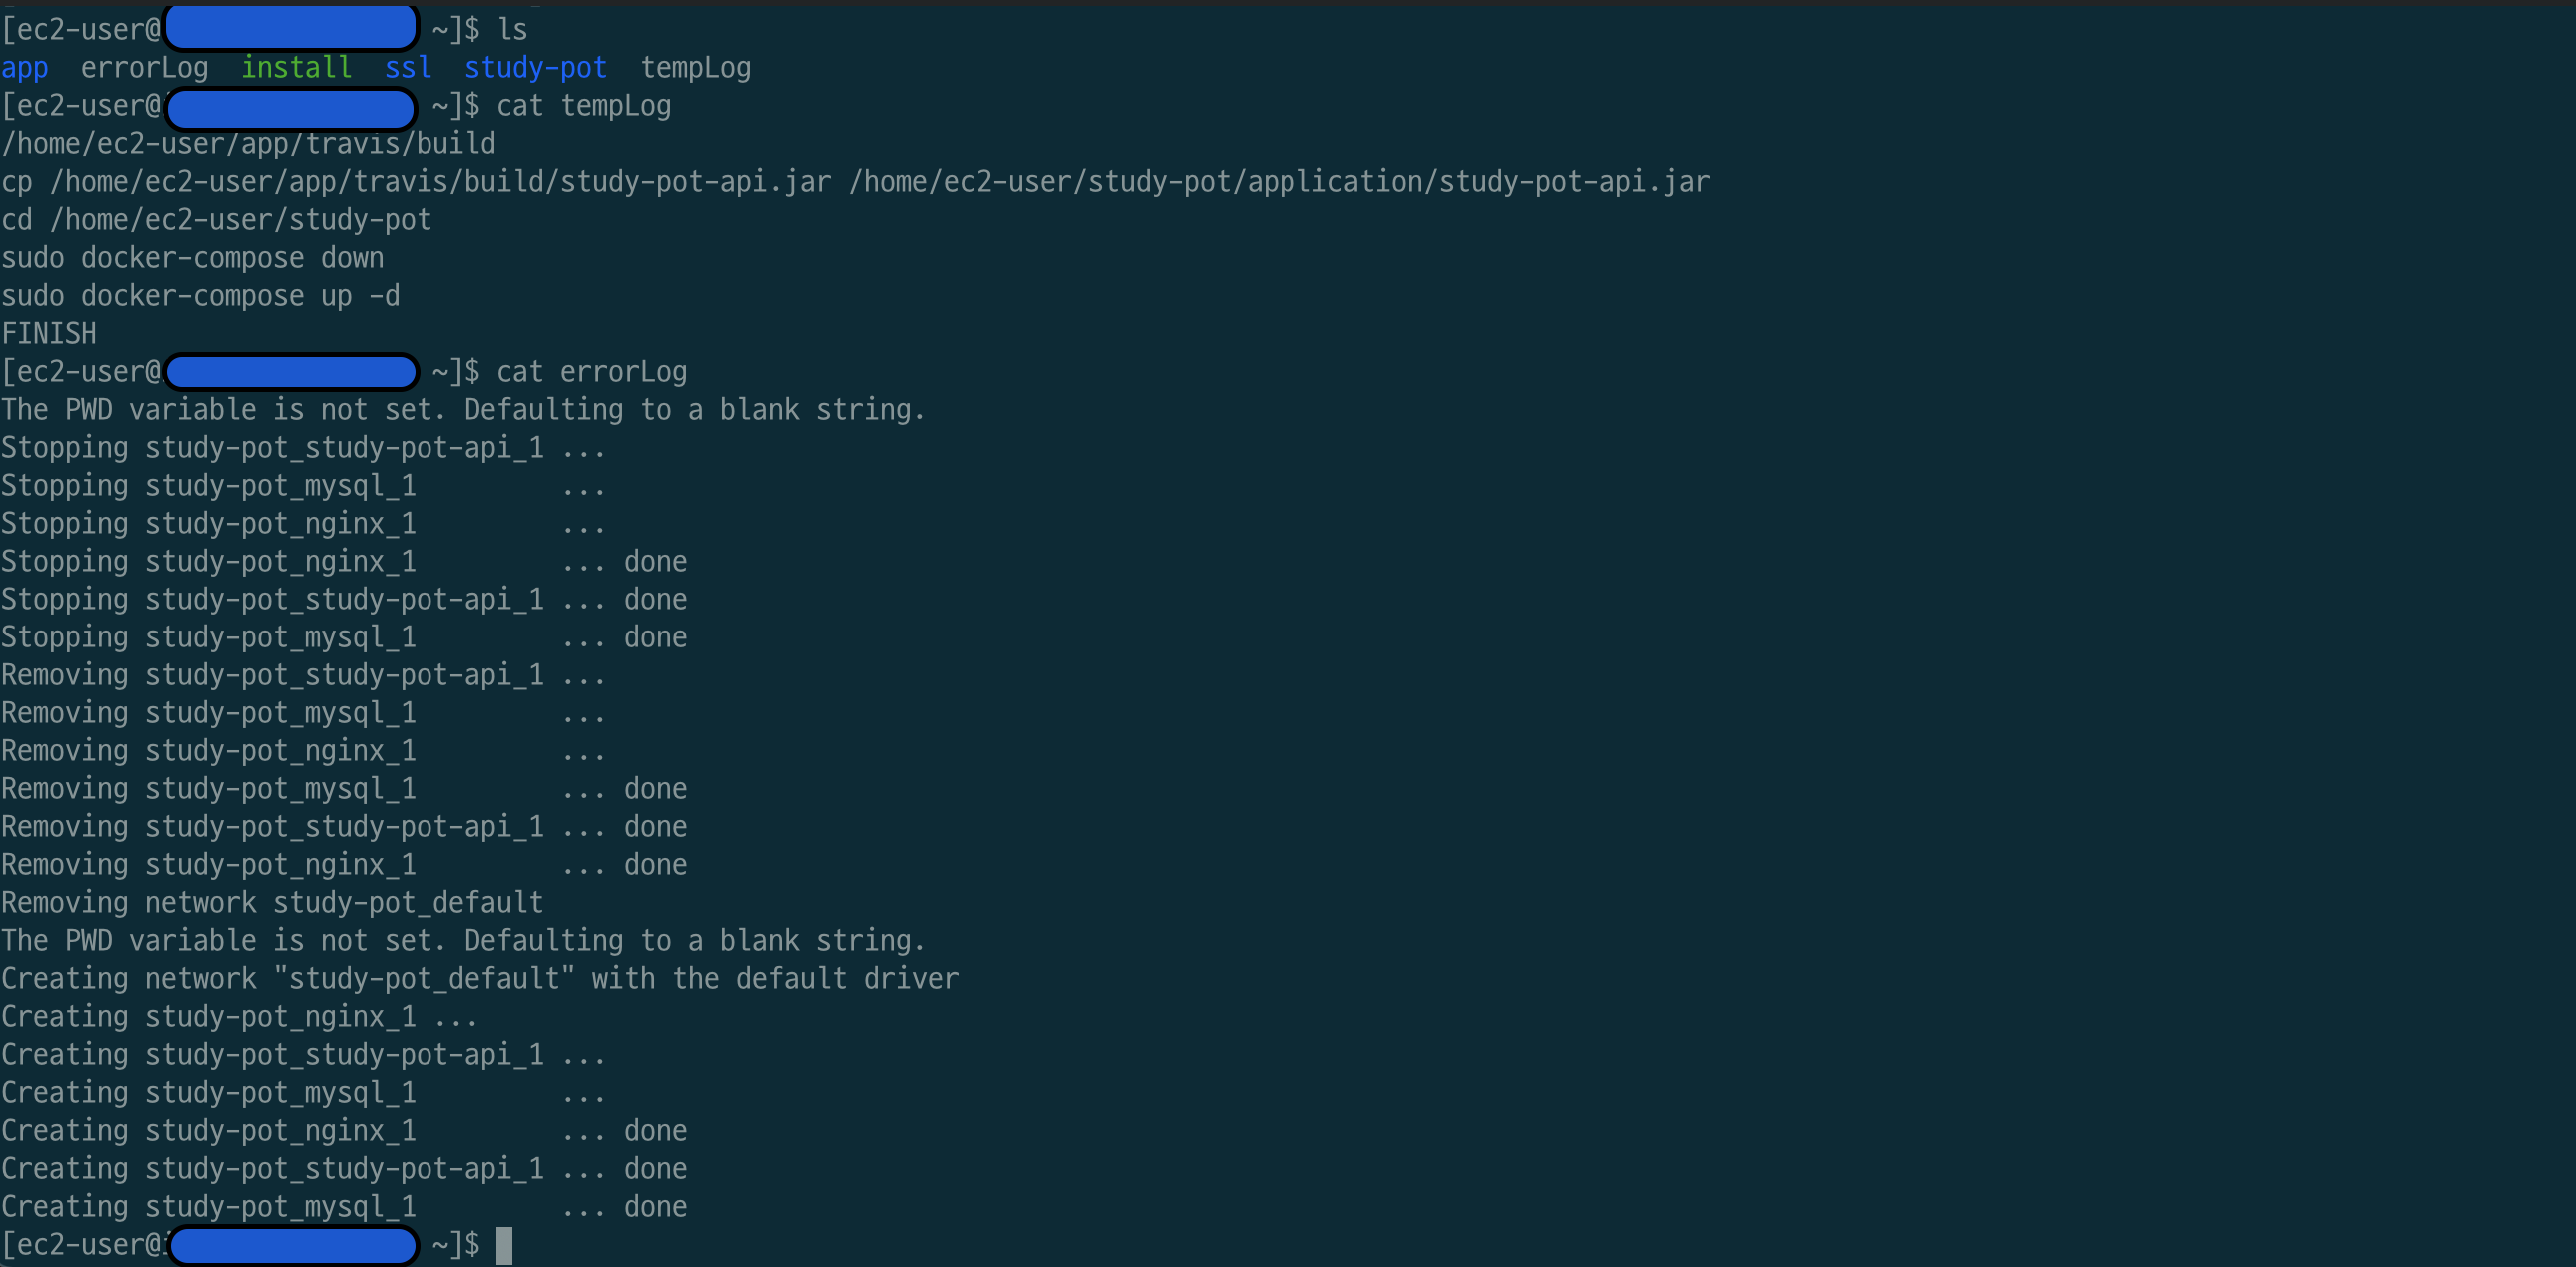 [ec2-user@ ~]$ ls
app  errorLog  install  ssl  study-pot  tempLog
[ec2-user@ ~]$ cat tempLog
/home/ec2-user/app/travis/build
cp /home/ec2-user/app/travis/build/study-pot-api.jar /home/ec2-user/study-pot/application/study-pot-api.jar
cd /home/ec2-user/study-pot
sudo docker-compose down
sudo docker-compose up -d
FINISH
[ec2-user@ ~]$ cat errorLog
The PWD variable is not set. Defaulting to a blank string.
Stopping study-pot_study-pot-api_1 ...
Stopping study-pot_mysql_1         ...
Stopping study-pot_nginx_1         ...
Stopping study-pot_nginx_1         ... done
Stopping study-pot_study-pot-api_1 ... done
Stopping study-pot_mysql_1         ... done
Removing study-pot_study-pot-api_1 ...
Removing study-pot_mysql_1         ...
Removing study-pot_nginx_1         ...
Removing study-pot_mysql_1         ... done
Removing study-pot_study-pot-api_1 ... done
Removing study-pot_nginx_1         ... done
Removing network study-pot_default
The PWD variable is not set. Defaulting to a blank string.
Creating network "study-pot_default" with the default driver
Creating study-pot_nginx_1 ...
Creating study-pot_study-pot-api_1 ...
Creating study-pot_mysql_1         ...
Creating study-pot_nginx_1         ... done
Creating study-pot_study-pot-api_1 ... done
Creating study-pot_mysql_1         ... done
[ec2-user@ ~]$